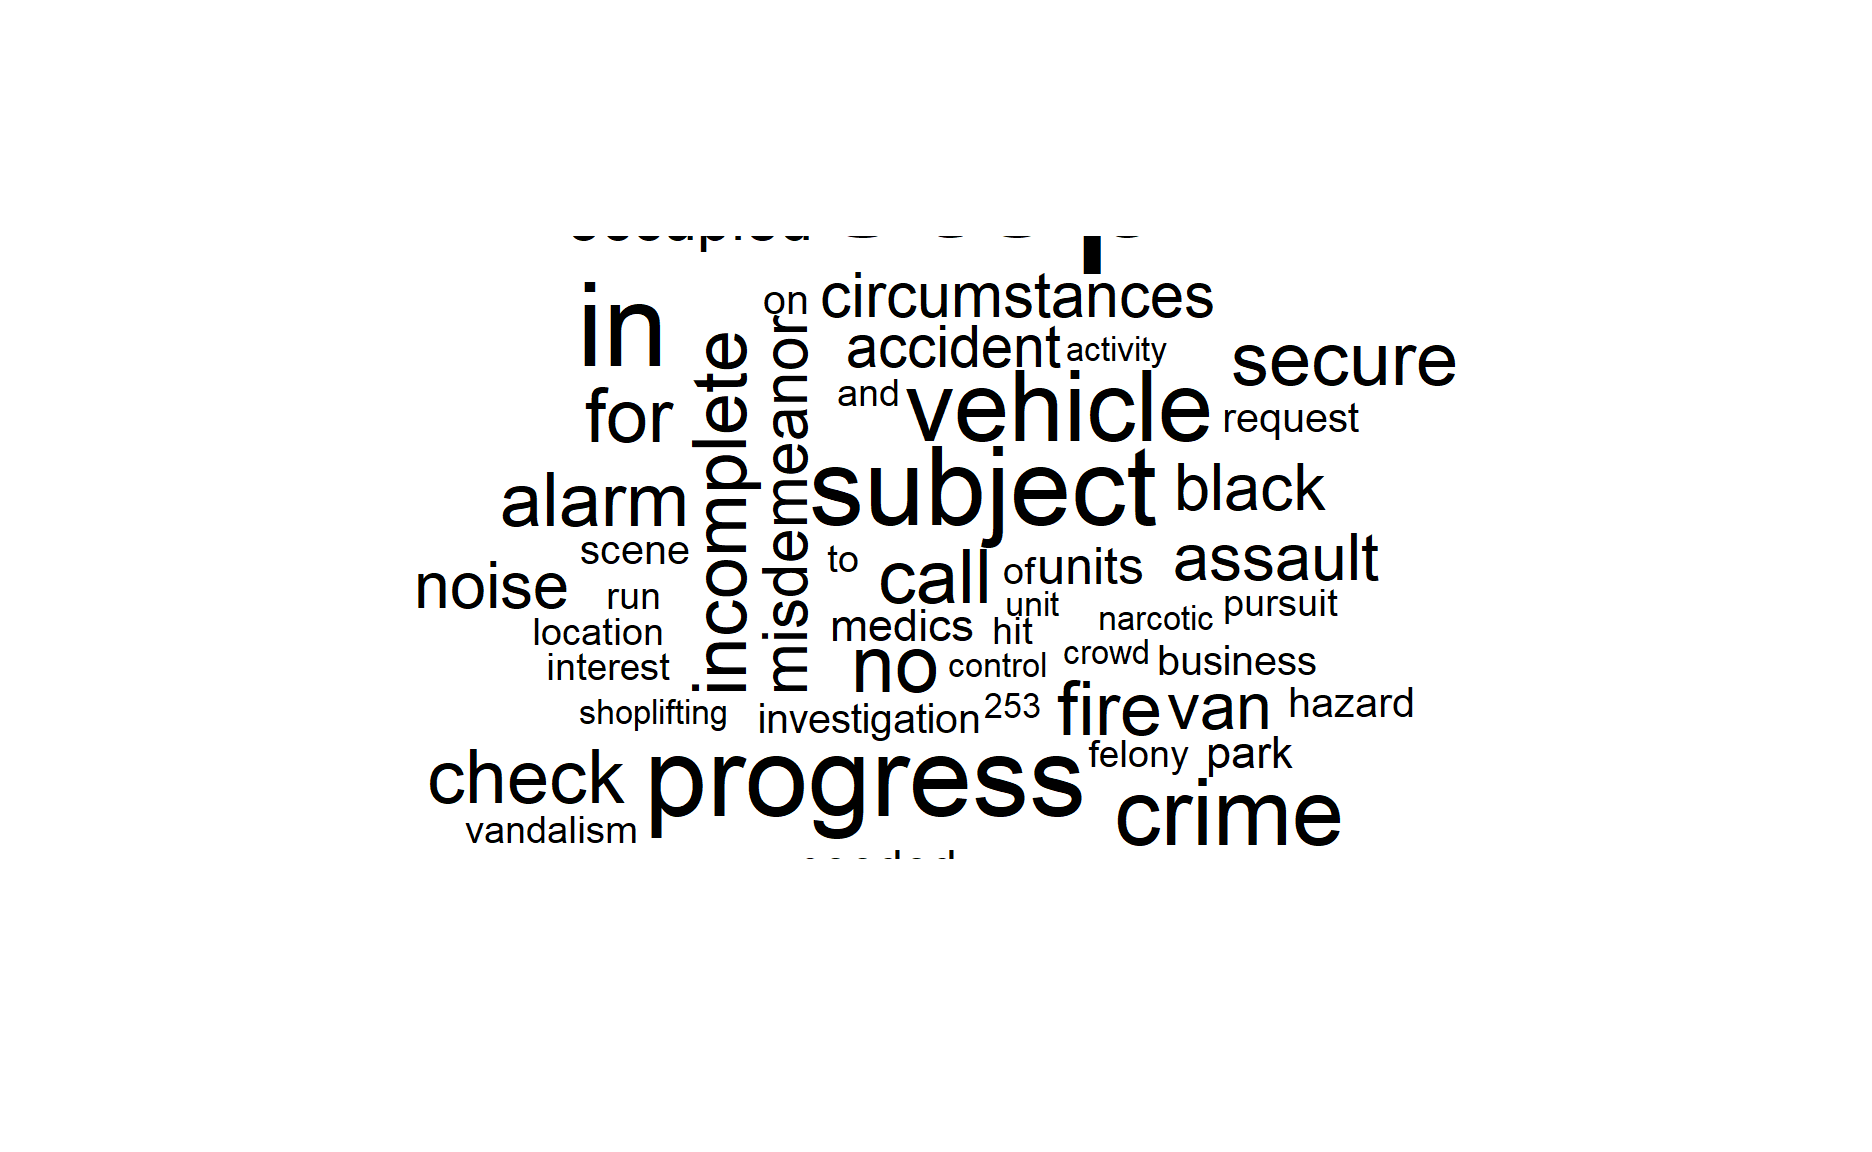 occupied
in
on
circumstances
incomplete
misdemeanor
accident
activity
secure
for
and
vehicle
request
alarm
subject
black
scene
to
call
of
units
assault
noise
run
unit
narcotic
pursuit
location
medics
hit
interest
no
control
crowd
business
shoplifting
investigation
253
fire
van
hazard
check
progress
felony
park
vandalism
crime
needed